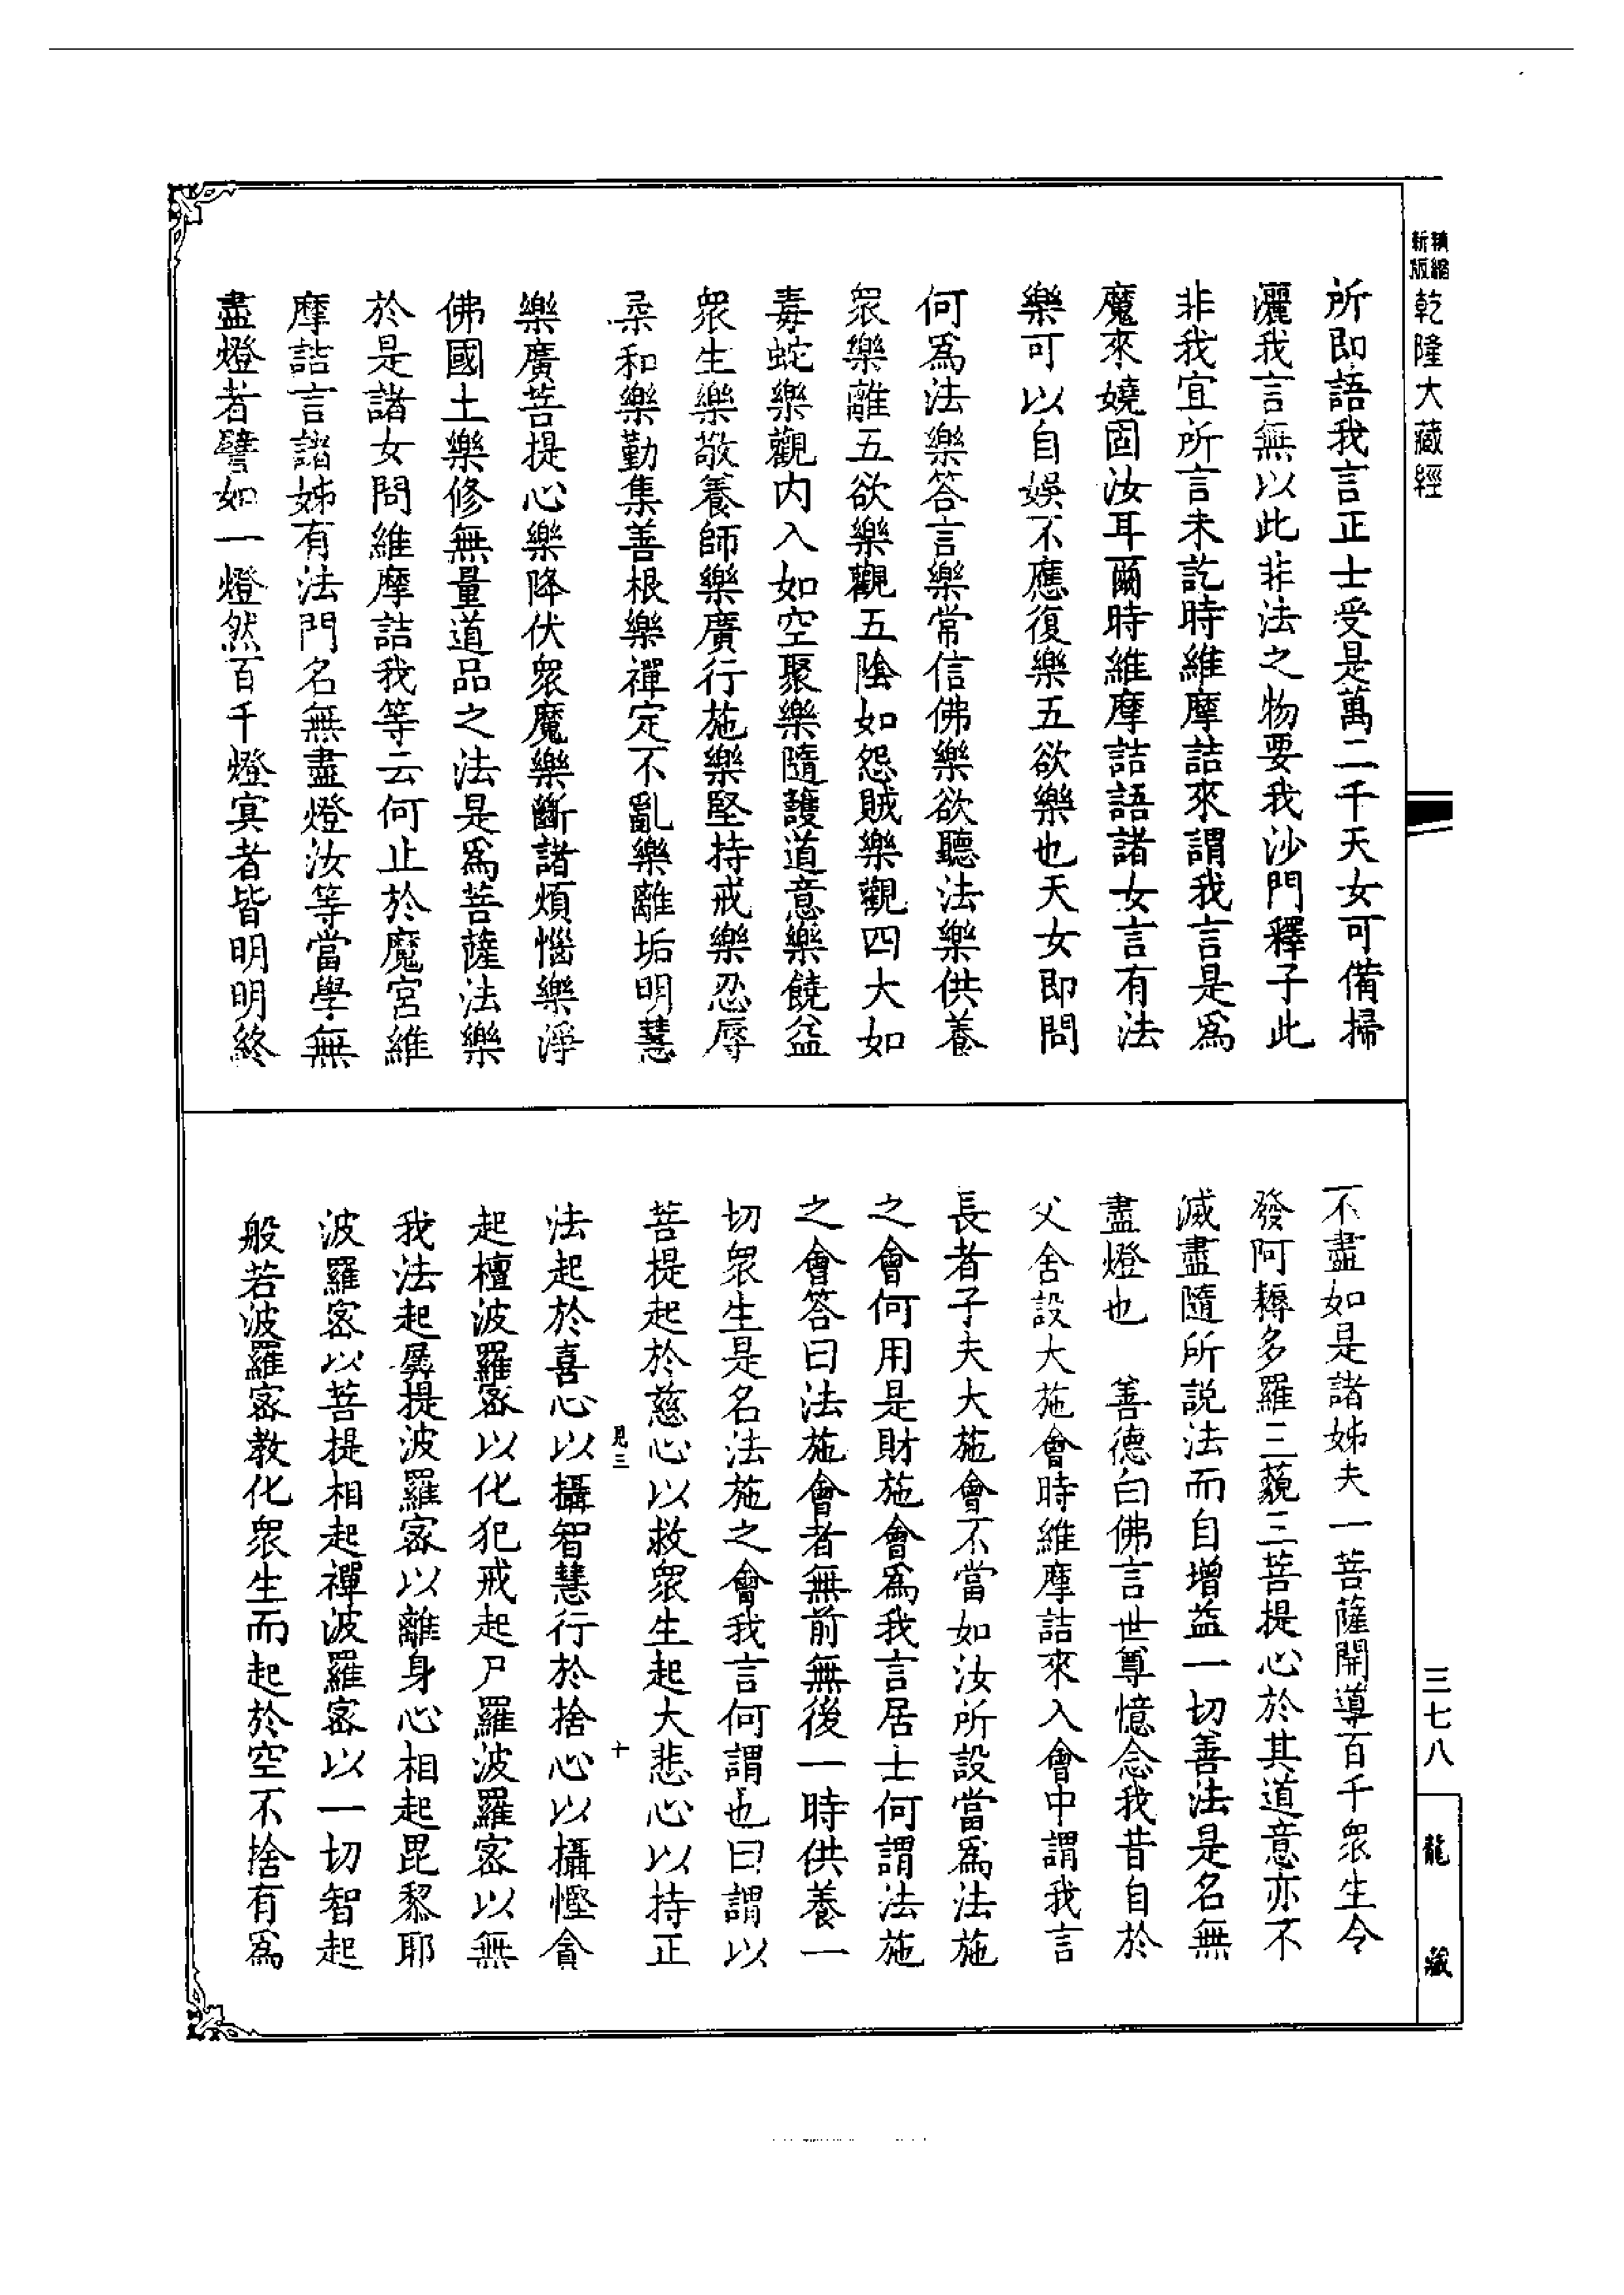 精縮新版乾隆大藏經
所即語我言正士受是萬二千天女可備掃
灑我言無以此非法之物要我沙門釋子此
非我宜所言未訖時維摩詰來謂我言是爲
魔來嬈固汝耳爾時維摩詰語諸女言有法
樂可以自娛不應復樂五欲樂也天女即問
何爲法樂答言樂常信佛樂欲聽法樂供養
眾樂離五欲樂觀五陰如怨賊樂觀四大如
毒蛇樂觀内入如空聚樂隨護道意樂饒益
眾生樂敬養師樂廣行施樂堅持戒樂忍辱
柔和樂勤集善根樂禪定不亂樂離垢明慧
樂廣菩提心樂降伏眾魔樂斷諸煩惱樂淨
佛國土樂修無量道品之法是爲菩薩法樂
於是諸女問維摩詰我等云何止於魔宮維
摩詰言諸姊有法門名無盡燈汝等當學無
盡燈者譬如一燈然百千燈冥者皆明明終
不盡如是諸姊夫一菩薩開導百千眾生令
發阿耨多羅三藐三菩提心於其道意亦不
滅盡隨所説法而自增益一切善法是名無
盡燈也　善德白佛言世尊憶念我昔自於
父舍設大施會時維摩詰來入會中謂我言
長者子夫大施會不當如汝所設當爲法施
之會何用是財施會爲我言居士何謂法施
之會答曰法施會者無前無後一時供養一
切眾生是名法施之會我言何謂也曰謂以
菩提起於慈心以救眾生起大悲心以持正
見三　十
法起於喜心以攝智慧行於捨心以攝慳貪
起檀波羅密以化犯戒起尸羅波羅密以無
我法起羼提波羅密以離身心相起毘黎耶
波羅密以菩提相起禪波羅密以一切智起
般若波羅密教化眾生而起於空不捨有爲
三七八
龍藏